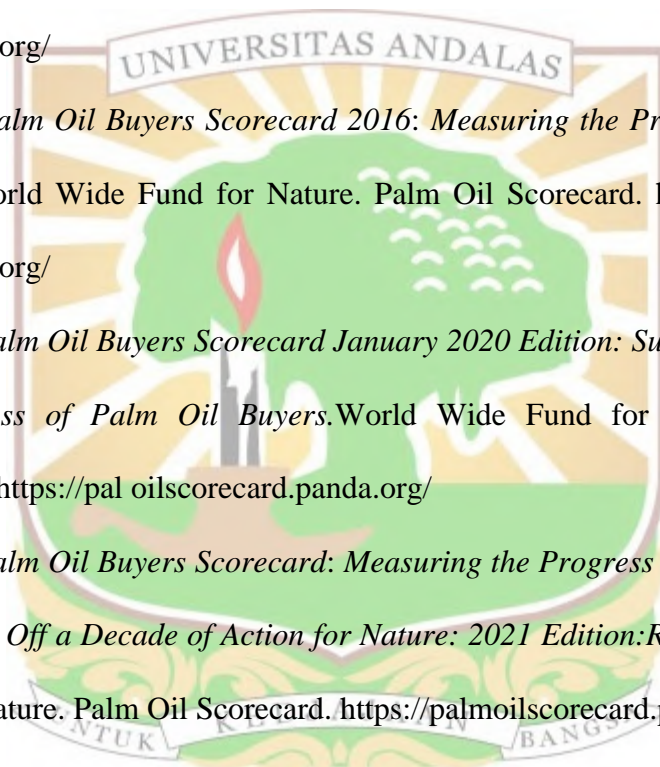 org/
UNIVERSITAS ANDALAS
alm Oil Buyers Scorecard 2016: Measuring the Pr
orld Wide Fund for Nature. Palm Oil Scorecard.
org/
alm Oil Buyers Scorecard January 2020 Edition: Su
ss of Palm Oil Buyers.World Wide Fund for
https://pal oilscorecard.panda.org/
alm Oil Buyers Scorecard: Measuring the Progress
Off a Decade of Action for Nature: 2021 Edition:R
ature. Palm Oil Scorecard. https://palmoilscorecard.p
NTUK BANGS